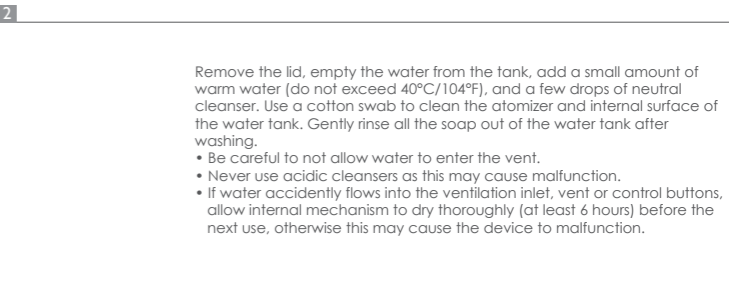 2
Remove the lid, empty the water from the tank, add a small amount of
warm water (do not exceed 40°C/104°F), and a few drops of neutral
cleanser. Use a cotton swab to clean the atomizer and internal surface of
the water tank. Gently rinse all the soap out of the water tank after
washing.
• Be careful to not allow water to enter the vent.
• Never use acidic cleansers as this may cause malfunction.
• If water accidently flows into the ventilation inlet, vent or control buttons,
allow internal mechanism to dry thoroughly (at least 6 hours) before the
next use, otherwise this may cause the device to malfunction.